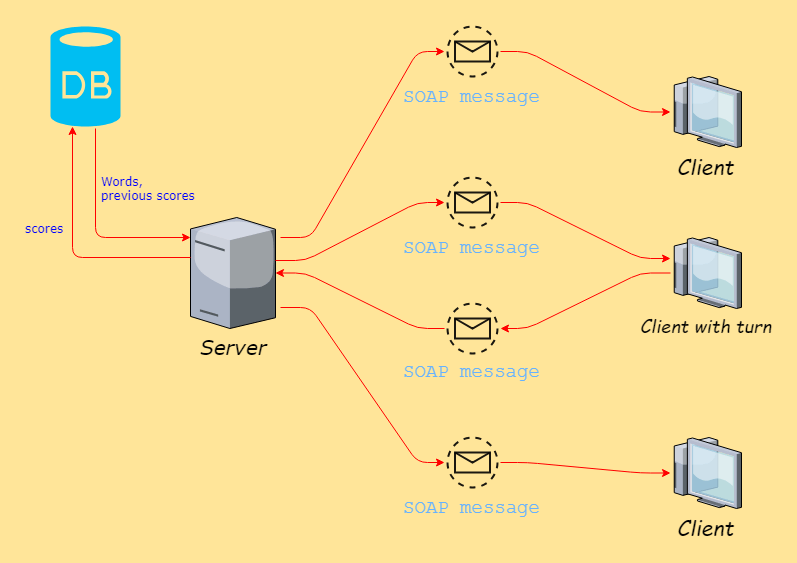 DB
SOAP message
Client
Words,
previous scores
scores
SOAP message
Server
Client with turn
SOAP message
SOAP message
Client